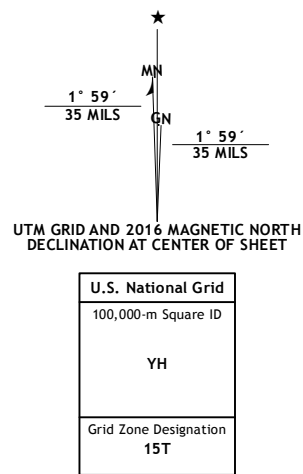 ★
MN
GN
1° 59´
35 MILS
1° 59´
35 MILS
UTM GRID AND 2016 MAGNETIC NORTH
DECLINATION AT CENTER OF SHEET
U.S. National Grid
100,000-m Square ID
YH
Grid Zone Designation
15T